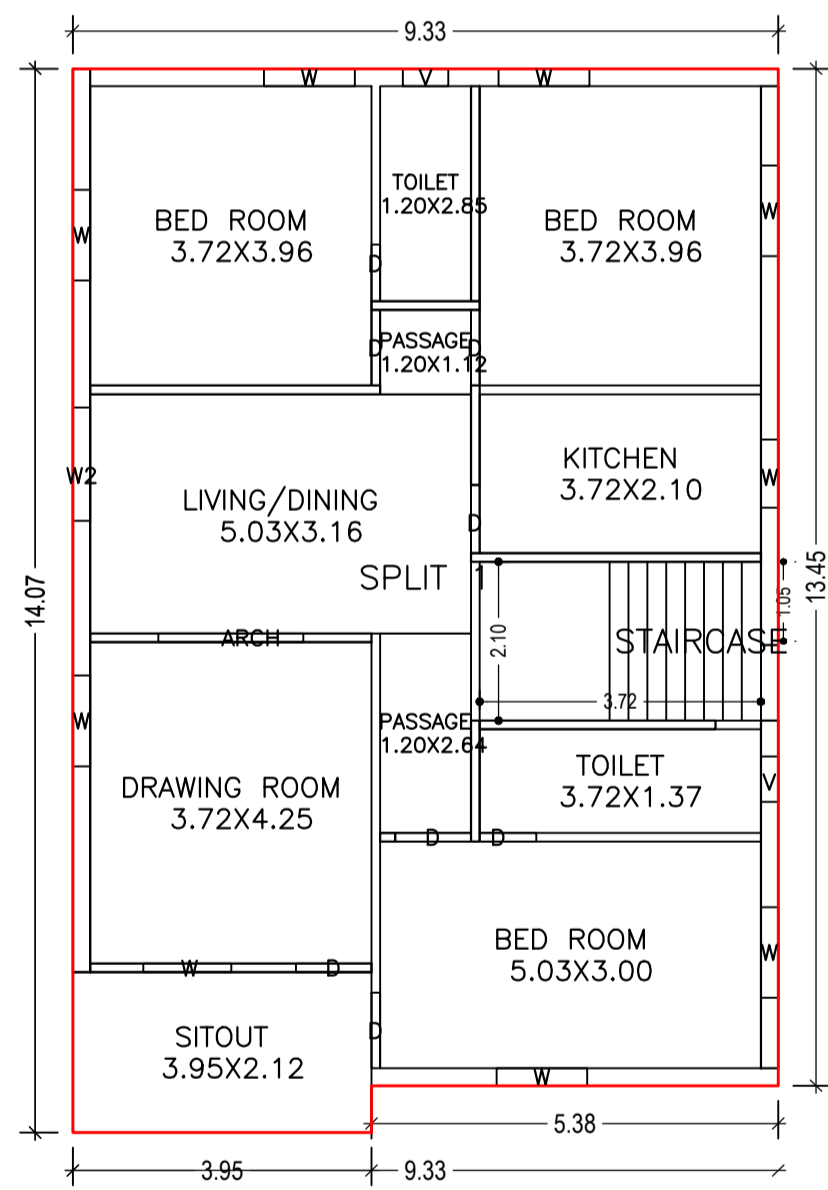 9.33
W
V
W
TOILET
1.20X2.85
BED ROOM
3.72X3.96
BED ROOM
3.72X3.96
W
W
D
PASSAGE
1.20X1.12
D
D
KITCHEN
3.72X2.10
W2
W
LIVING/DINING
5.03X3.16
D
SPLIT 1
14.07
13.45
1.05
2.10
STAIRCASE
ARCH
3.72
W
PASSAGE
1.20X2.64
TOILET
3.72X1.37
V
DRAWING ROOM
3.72X4.25
D
D
BED ROOM
5.03X3.00
W
W
D
SITOUT
3.95X2.12
D
W
5.38
3.95
9.33